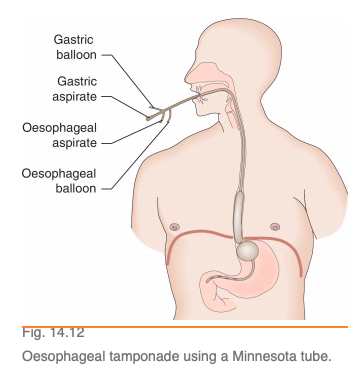 Gastric
balloon
Gastric
aspirate
Oesophageal
aspirate
Oesophageal
balloon
Fig. 14.12
Oesophageal tamponade using a Minnesota tube.